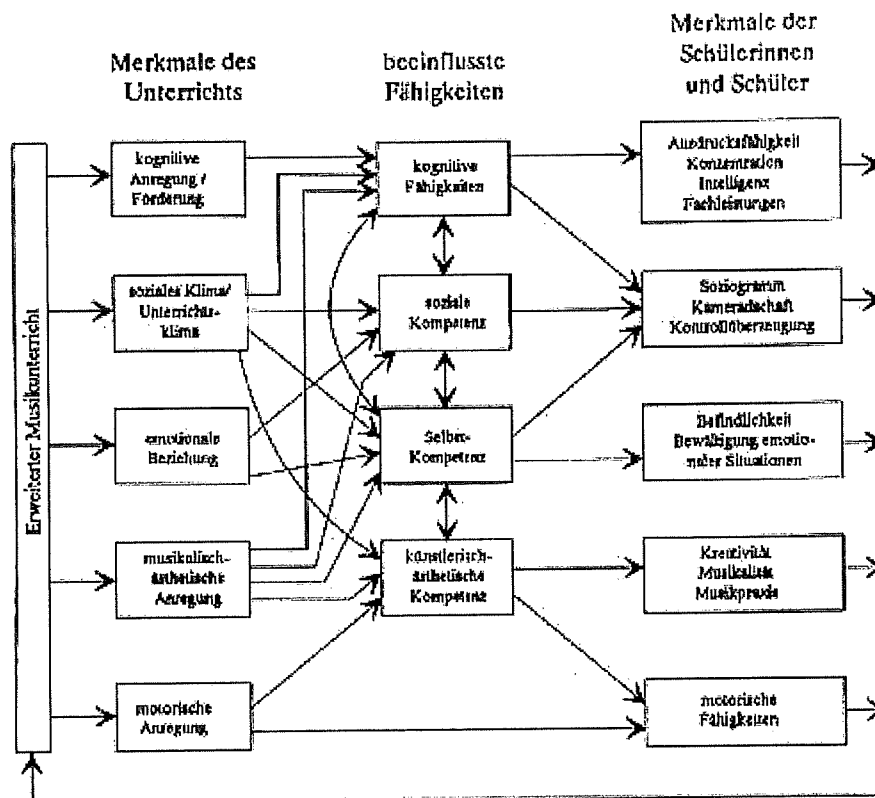 Merkmale des
Unterrichts
beeinflusste
Fähigkeiten
Merkmale der
Schülerinnen
und Schüler
Erweiterter Musikunterricht
kognitive
Anregung /
Förderung
kognitive
Fähigkeiten
Ausdrucksfähigkeit
Konzentration
Intelligenz
Fachleistungen
soziales Klima/
Unterrichts-
klima
soziale
Kompetenz
Soziogramm
Kameradschaft
Kontrollüberzeugung
emotionale
Beziehung
Selbst-
Kompetenz
Befindlichkeit
Bewältigung emotio-
naler Situationen
musikalisch-
ästhetische
Anregung
künstlerisch-
ästhetische
Kompetenz
Kreativität
Musikalität
Musikpraxis
motorische
Anregung
motorische
Fähigkeiten